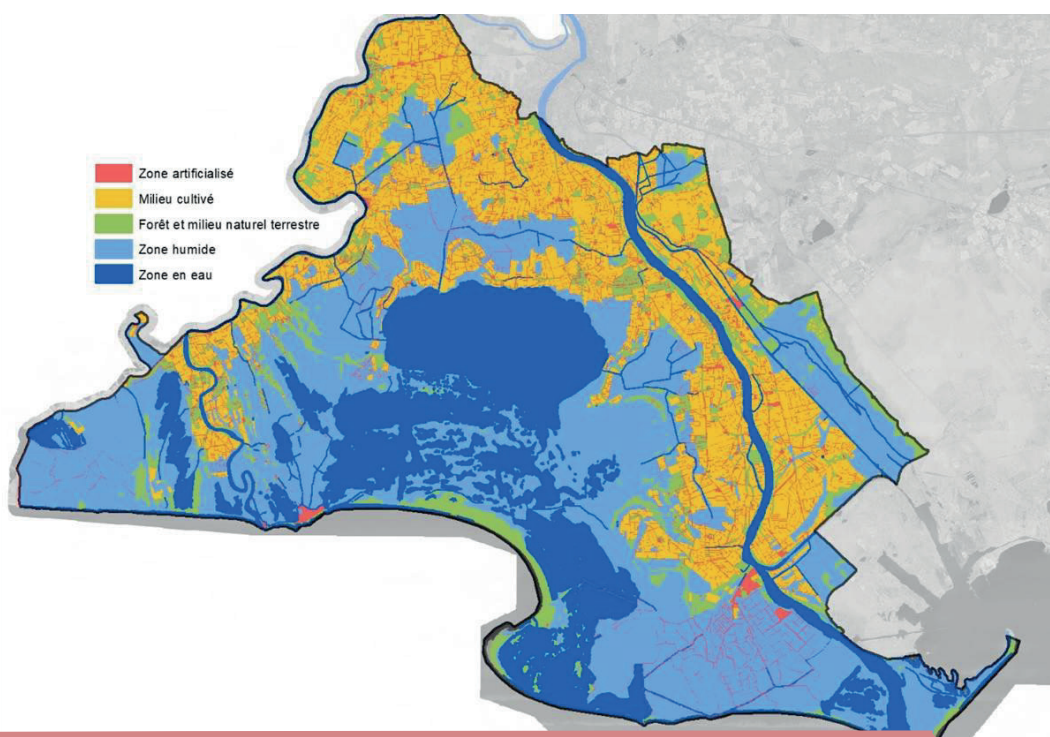 Zone artificialisé
Milieu cultivé
Forêt et milieu naturel terrestre
Zone humide
Zone en eau